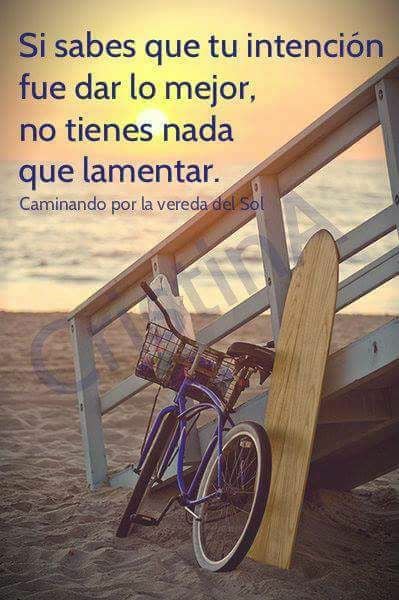 Si sabes que tu intención
fue dar lo mejor,
no tienes nada
que lamentar.
Caminando por la vereda del Sol
CristinA